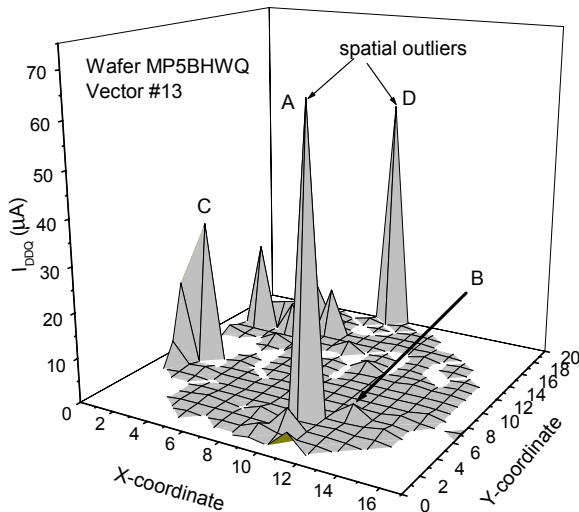 spatial outliers
Wafer MP5BHWQ
Vector #13
A
D
C
B
I_DDQ (µA)
70
60
50
40
30
20
10
0
2
4
6
8
10
12
14
16
X-coordinate
0
2
4
6
8
10
12
14
16
18
20
Y-coordinate